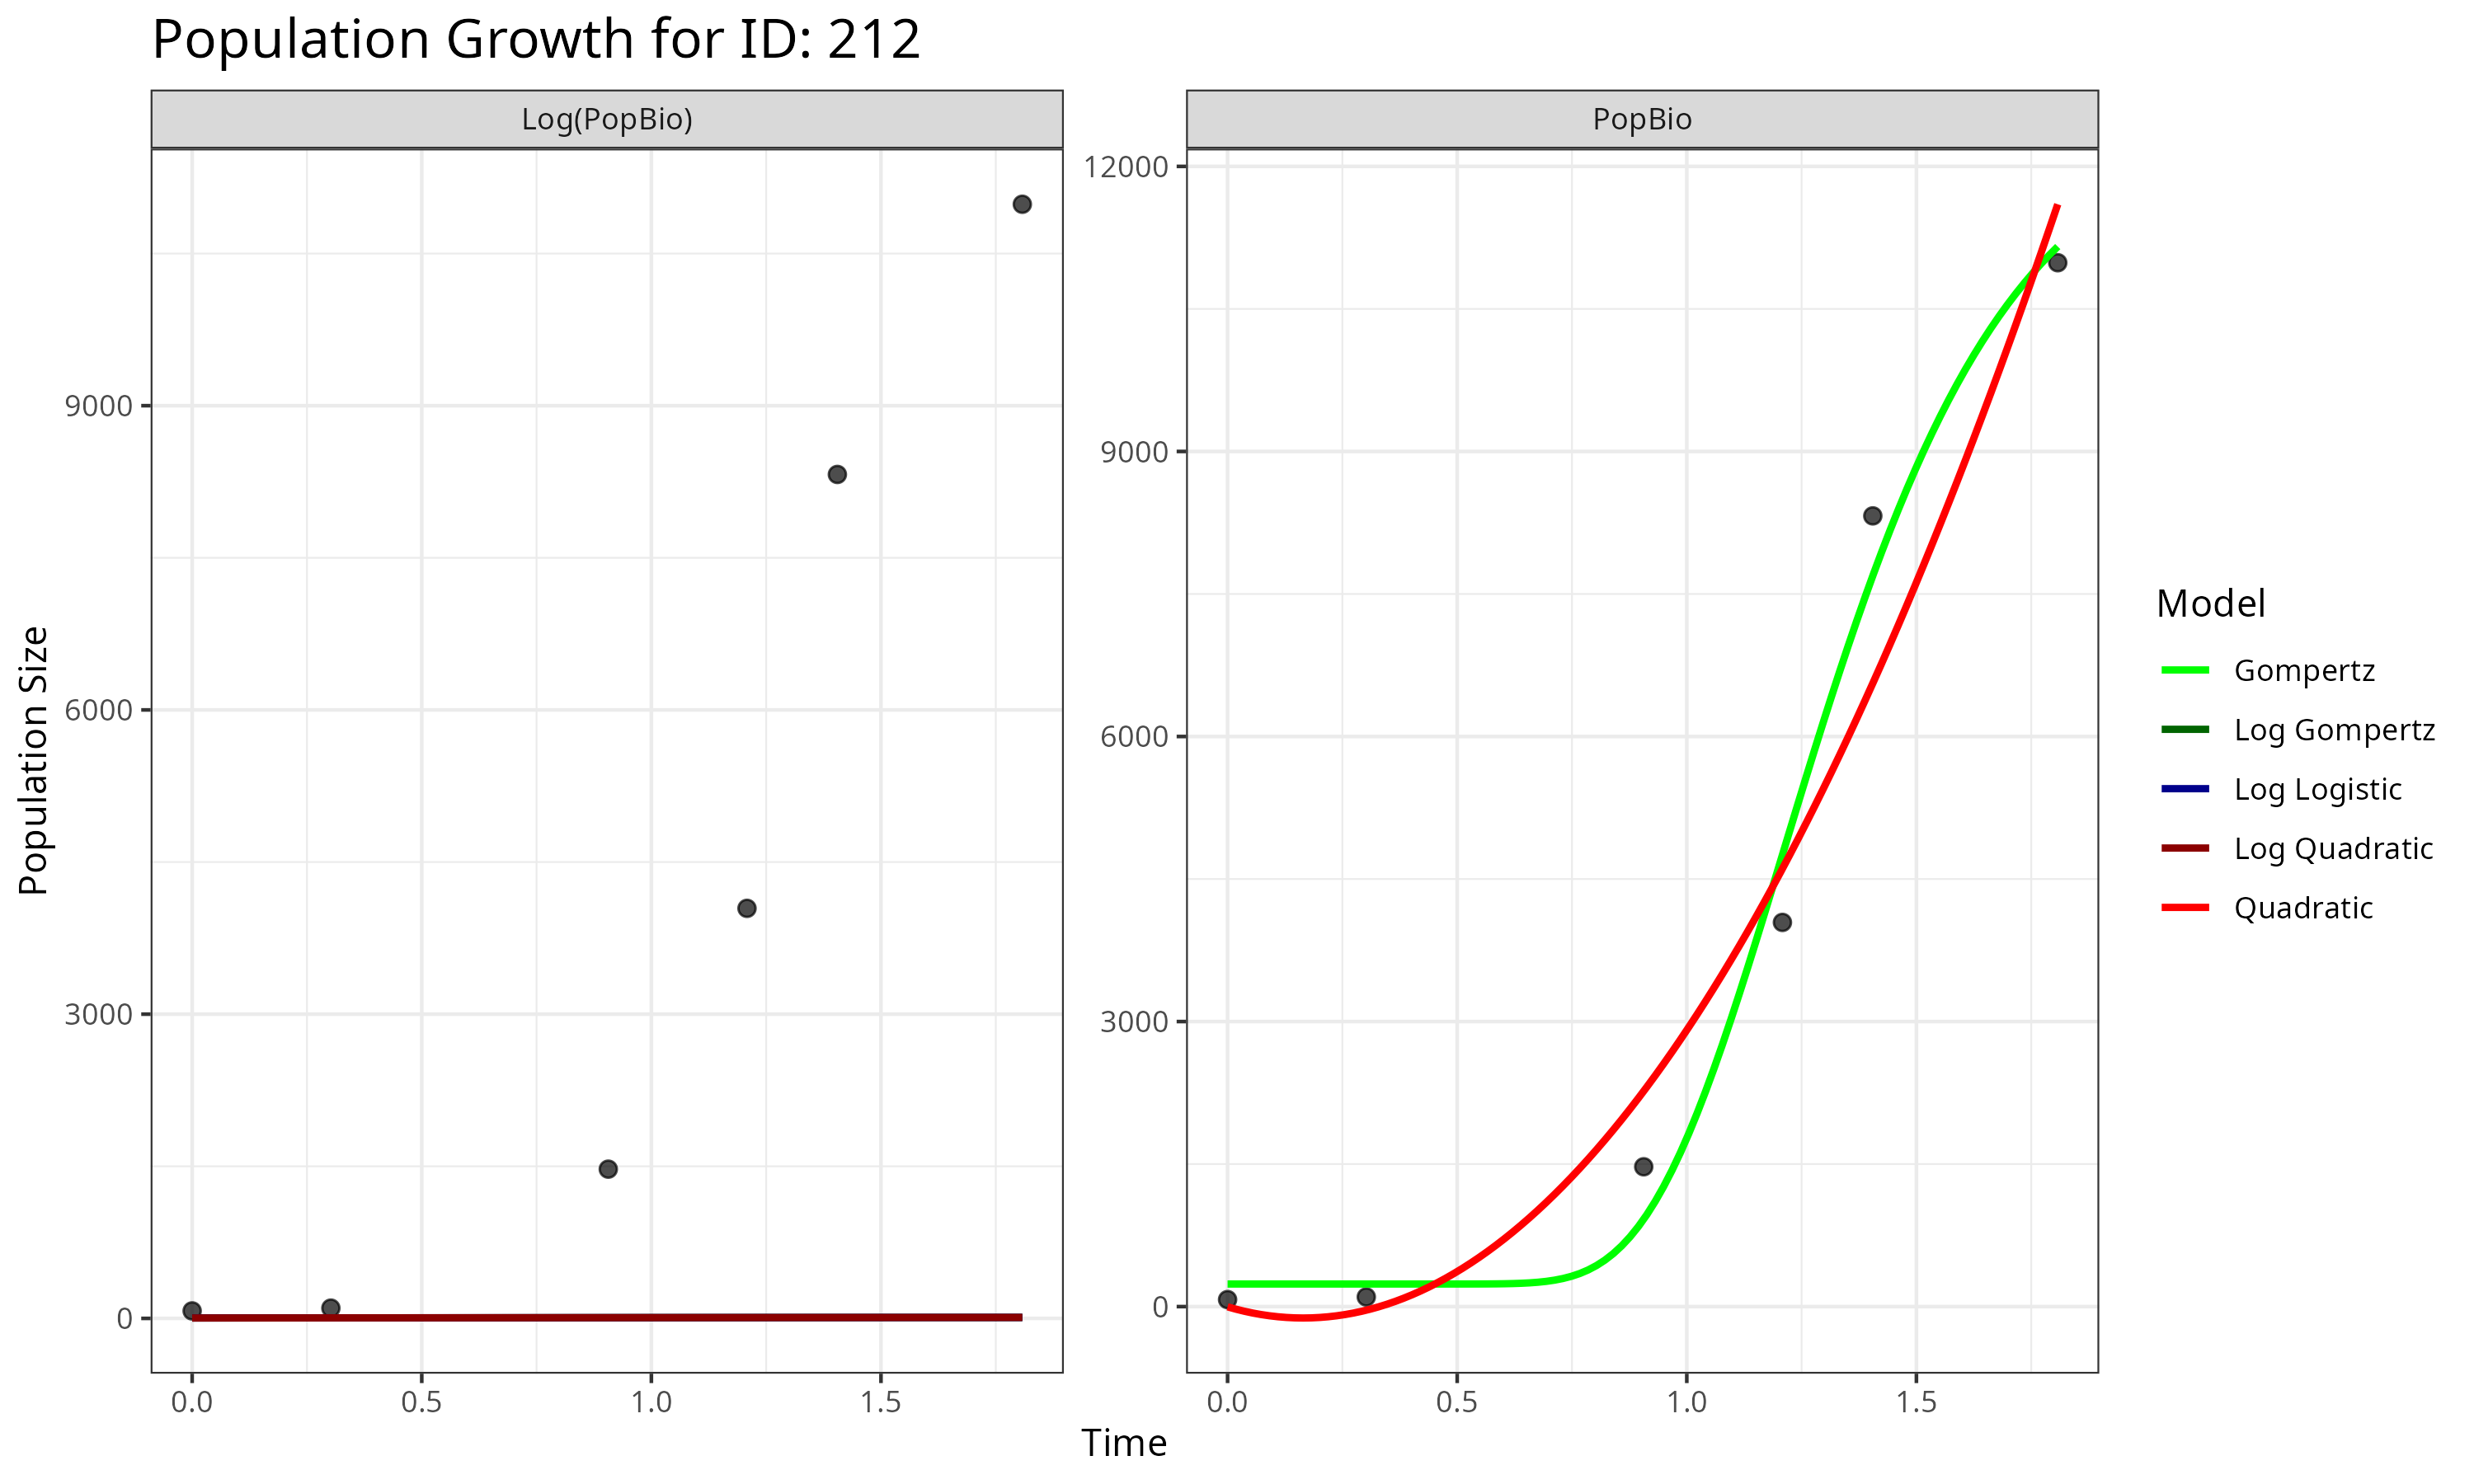 Population Growth for ID: 212
Log(PopBio)
PopBio
Population Size
9000
6000
3000
0
0.0 0.5 1.0 1.5
12000
9000
6000
3000
0
0.0 0.5 1.0 1.5
Time
Model
Gompertz
Log Gompertz
Log Logistic
Log Quadratic
Quadratic